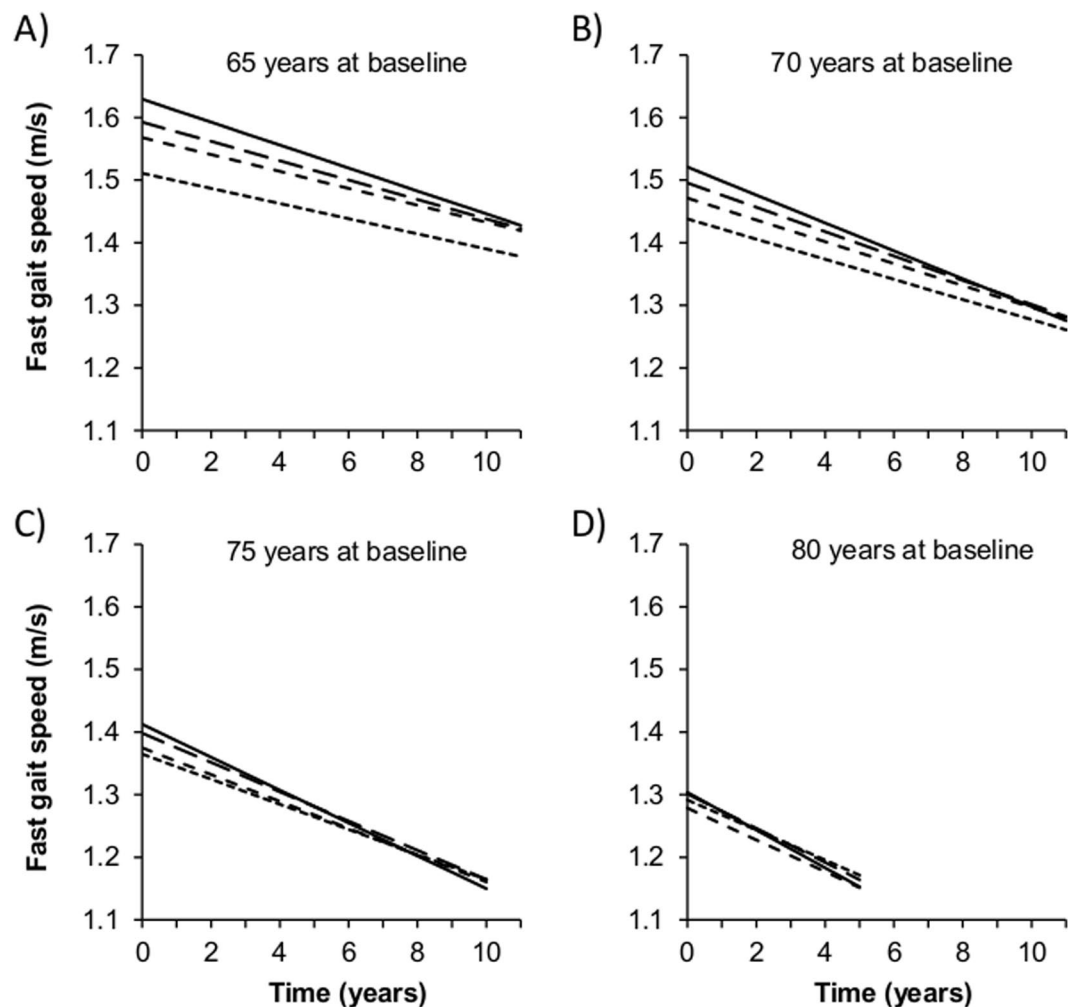 A)
65 years at baseline
Fast gait speed (m/s)
1.7
1.6
1.5
1.4
1.3
1.2
1.1
0 2 4 6 8 10
B)
70 years at baseline
1.7
1.6
1.5
1.4
1.3
1.2
1.1
0 2 4 6 8 10
C)
75 years at baseline
Fast gait speed (m/s)
1.7
1.6
1.5
1.4
1.3
1.2
1.1
0 2 4 6 8 10
Time (years)
D)
80 years at baseline
1.7
1.6
1.5
1.4
1.3
1.2
1.1
0 2 4 6 8 10
Time (years)